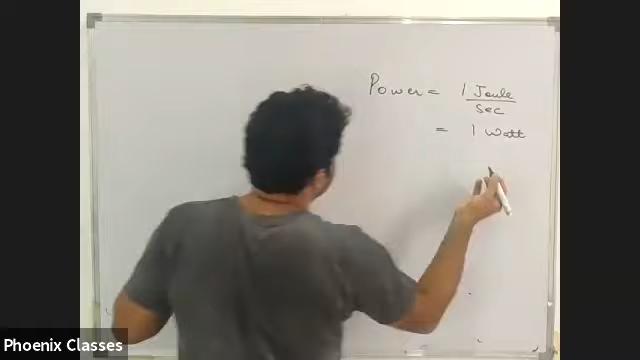 Power = 1 Joule
Sec
= 1 Watt
Phoenix Classes